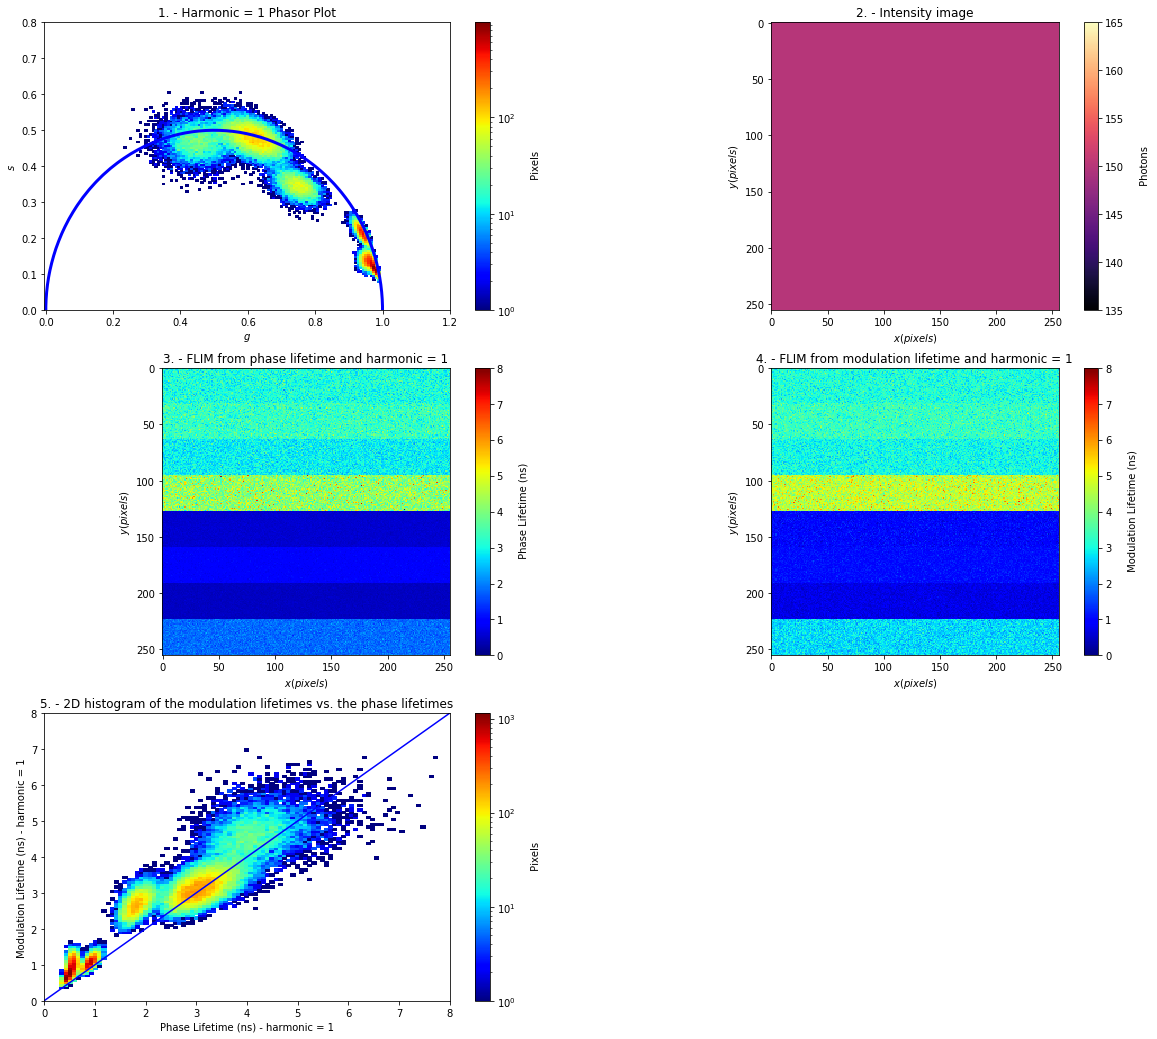 1. - Harmonic = 1 Phasor Plot
0.8
0.7
0.6
0.5
0.4
0.3
0.2
0.1
0.0
s
0.0 0.2 0.4 0.6 0.8 1.0 1.2
g
10²
10¹
10⁰
Pixels
2. - Intensity image
0
50
100
150
200
250
y(pixels)
0 50 100 150 200 250
x(pixels)
165
160
155
150
145
140
135
Photons
3. - FLIM from phase lifetime and harmonic = 1
0
50
100
150
200
250
y(pixels)
0 50 100 150 200 250
x(pixels)
8
7
6
5
4
3
2
1
0
Phase Lifetime (ns)
4. - FLIM from modulation lifetime and harmonic = 1
0
50
100
150
200
250
y(pixels)
0 50 100 150 200 250
x(pixels)
8
7
6
5
4
3
2
1
0
Modulation Lifetime (ns)
5. - 2D histogram of the modulation lifetimes vs. the phase lifetimes
8
7
6
5
4
3
2
1
0
Modulation Lifetime (ns) - harmonic = 1
0 1 2 3 4 5 6 7 8
Phase Lifetime (ns) - harmonic = 1
10³
10²
10¹
10⁰
Pixels